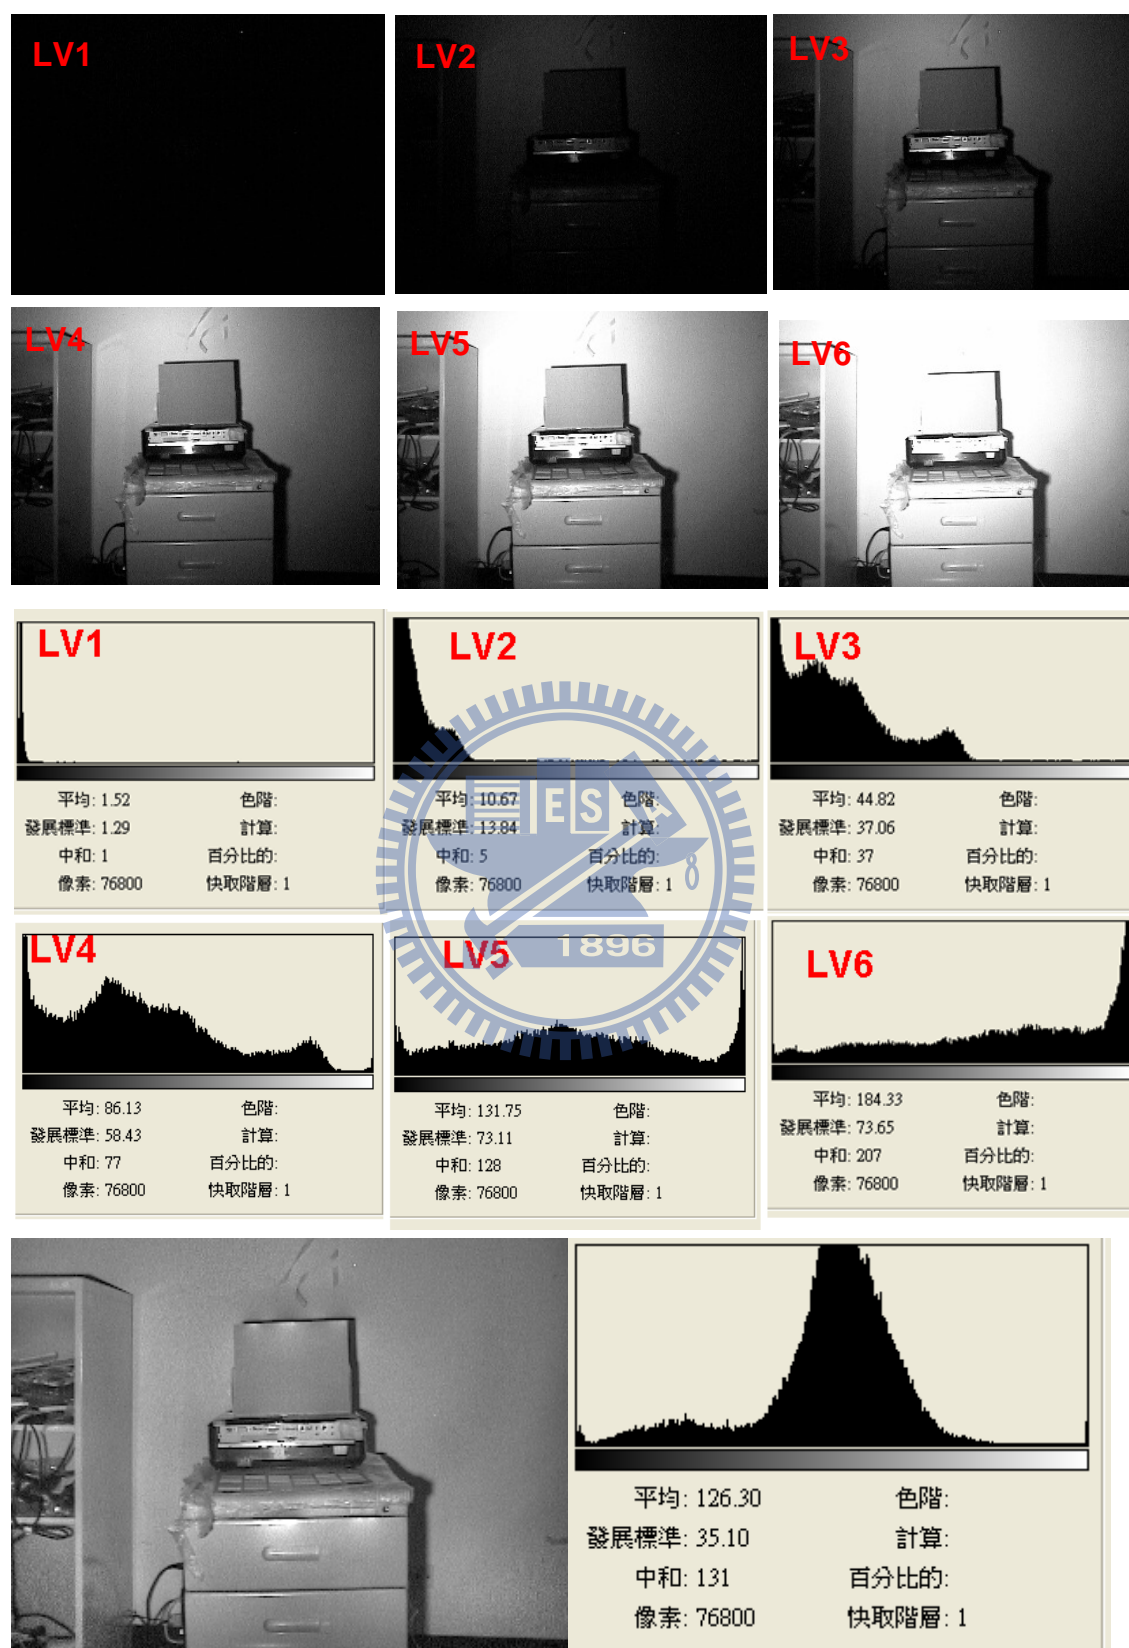 LV1
LV2
LV3
LV4
LV5
LV6
LV1
平均: 1.52 色階:
發展標準: 1.29 計算:
中和: 1 百分比的:
像素: 76800 快取階層: 1
LV2
平均: 10.67 色階:
發展標準: 13.84 計算:
中和: 5 百分比的:
像素: 76800 快取階層: 1
LV3
平均: 44.82 色階:
發展標準: 37.06 計算:
中和: 37 百分比的:
像素: 76800 快取階層: 1
ES
8
1896
LV4
平均: 86.13 色階:
發展標準: 58.43 計算:
中和: 77 百分比的:
像素: 76800 快取階層: 1
LV5
平均: 131.75 色階:
發展標準: 73.11 計算:
中和: 128 百分比的:
像素: 76800 快取階層: 1
LV6
平均: 184.33 色階:
發展標準: 73.65 計算:
中和: 207 百分比的:
像素: 76800 快取階層: 1
平均: 126.30 色階:
發展標準: 35.10 計算:
中和: 131 百分比的:
像素: 76800 快取階層: 1